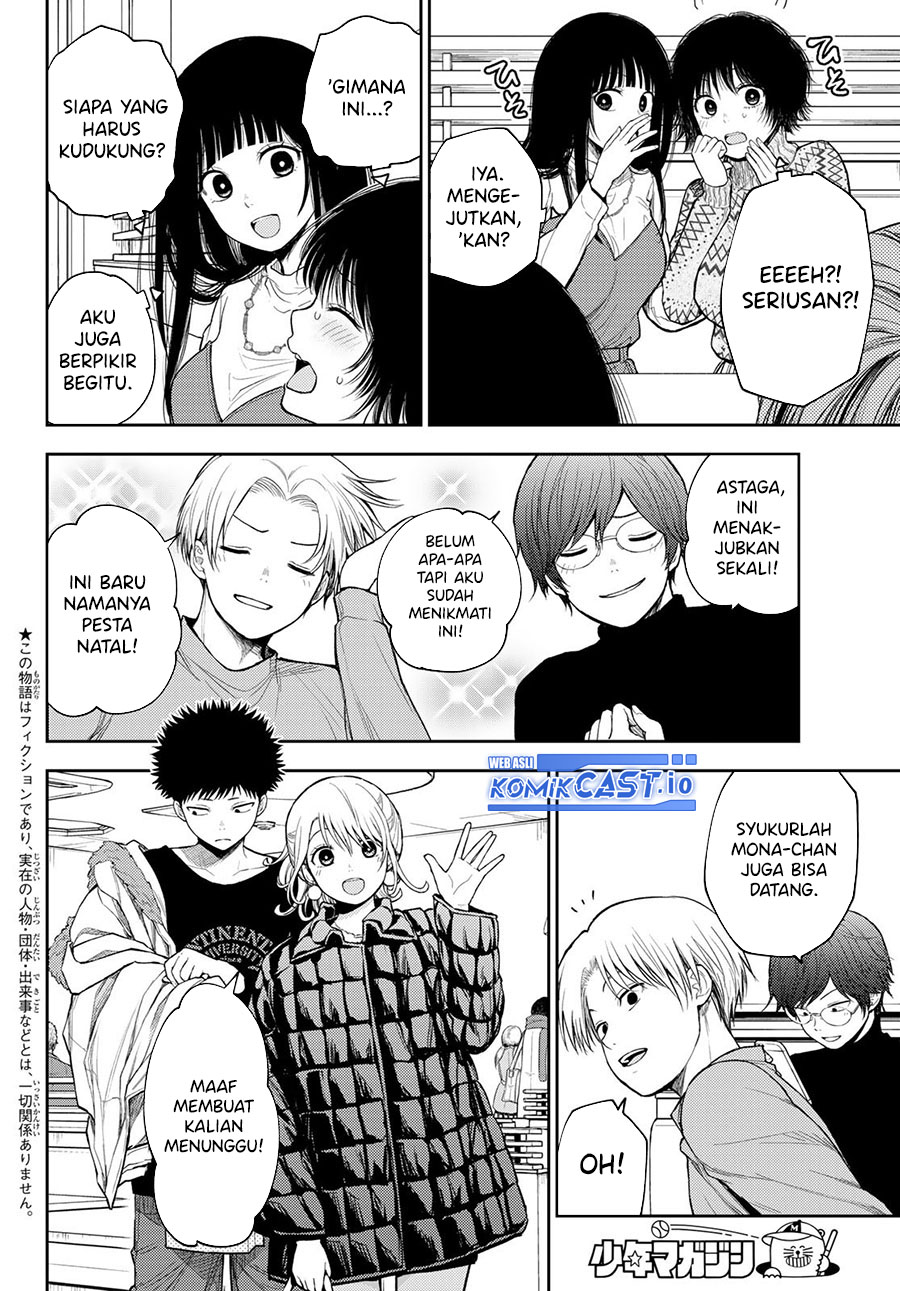 ひそ
ひそ
EEEEH?!
SERIUSAN?!
IYA.
MENGE-
JUTKAN,
'KAN?
'GIMANA
INI...?
SIAPA YANG
HARUS
KUDUKUNG?
AKU
JUGA
BERPIKIR
BEGITU.
ASTAGA,
INI
MENAK-
JUBKAN
SEKALI!
BELUM
APA-APA
TAPI AKU
SUDAH
MENIKMATI
INI!
INI BARU
NAMANYA
PESTA
NATAL!
WEB ASLI
KOMIKCAST.io
SYUKURLAH
MONA-CHAN
JUGA BISA
DATANG.
OH!
MAAF
MEMBUAT
KALIAN
MENUNGGU!
★この物語はフィクションであり、実在の人物・団体・出来事などとは、一切関係ありません。
少年マガジン
M